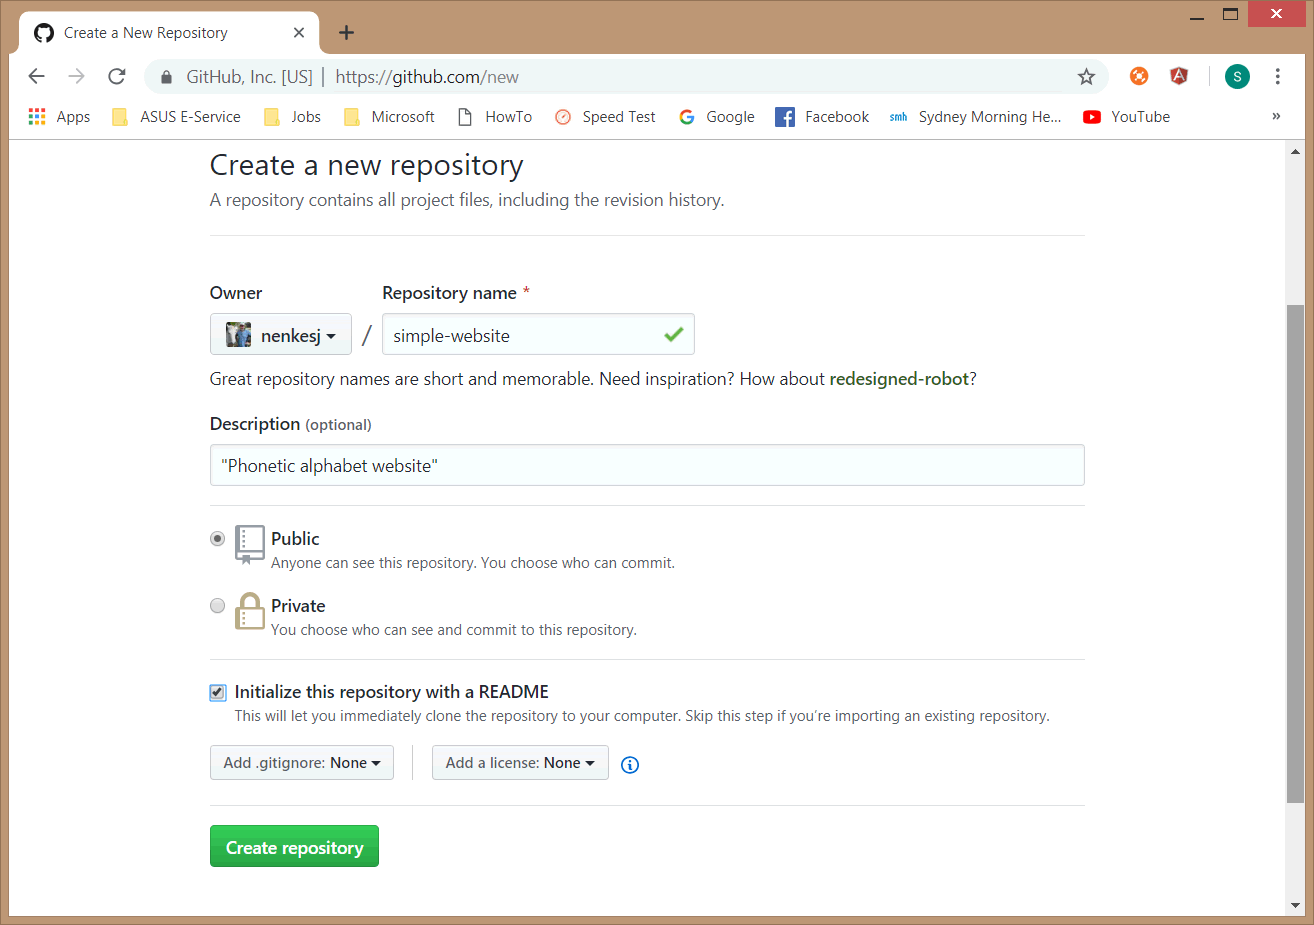 Create a New Repository
GitHub, Inc. [US] | https://github.com/new
S
Apps ASUS E-Service Jobs Microsoft HowTo Speed Test Google Facebook smh Sydney Morning He... YouTube »
Create a new repository
A repository contains all project files, including the revision history.
Owner Repository name *
nenkesj / simple-website
Great repository names are short and memorable. Need inspiration? How about redesigned-robot?
Description (optional)
"Phonetic alphabet website"
Public
Anyone can see this repository. You choose who can commit.
Private
You choose who can see and commit to this repository.
Initialize this repository with a README
This will let you immediately clone the repository to your computer. Skip this step if you’re importing an existing repository.
Add .gitignore: None Add a license: None
Create repository